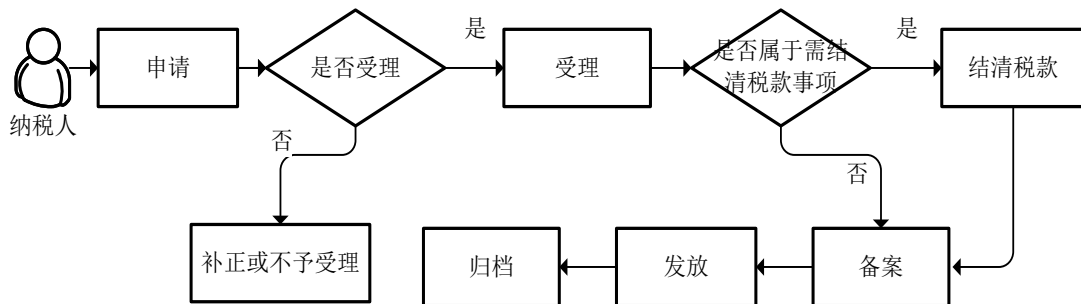 纳税人
申请
是否受理
是
受理
是否属于需结
清税款事项
是
结清税款
否
否
补正或不予受理
归档
发放
备案